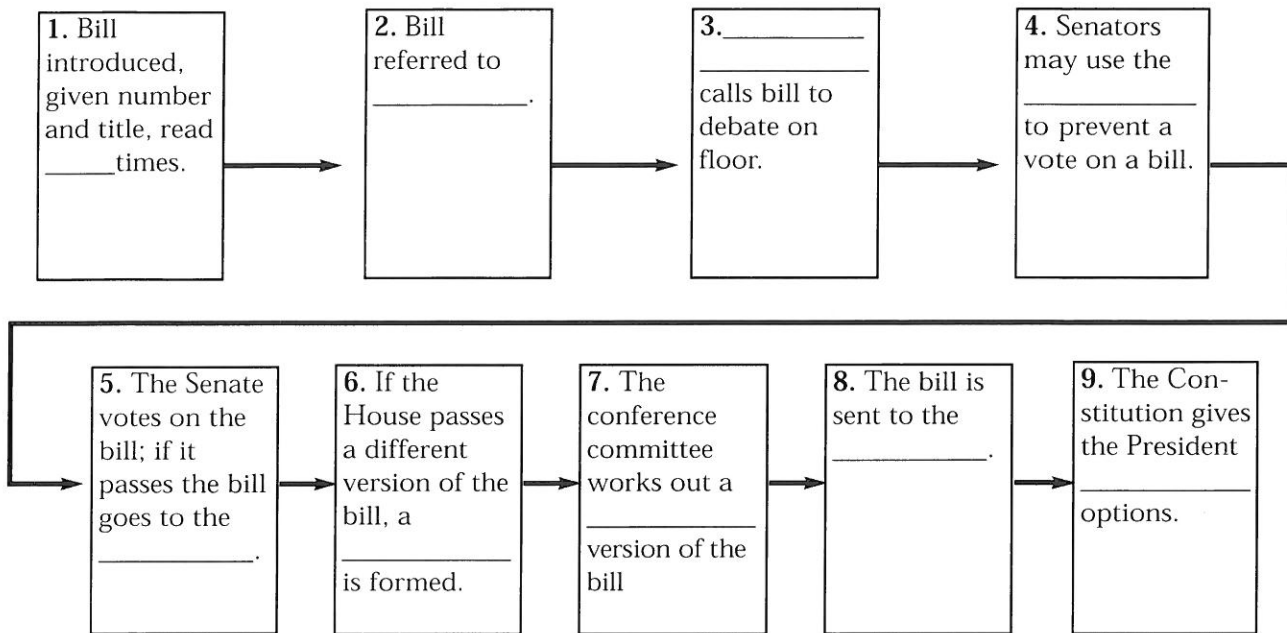 1. Bill
introduced,
given number
and title, read
_____times.
2. Bill
referred to
___________.
3.__________
____________
calls bill to
debate on
floor.
4. Senators
may use the
____________
to prevent a
vote on a bill.
5. The Senate
votes on the
bill; if it
passes the bill
goes to the
___________.
6. If the
House passes
a different
version of the
bill, a
____________
is formed.
7. The
conference
committee
works out a
____________
version of the
bill
8. The bill is
sent to the
___________.
9. The Con-
stitution gives
the President
____________
options.